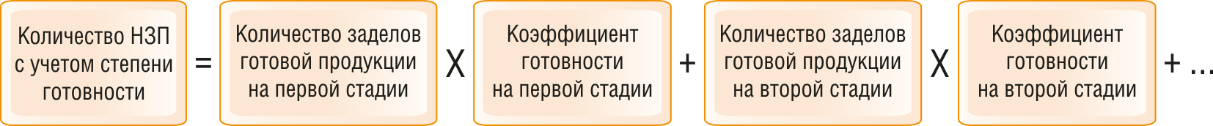 Количество НЗП
с учетом степени
готовности
=
Количество заделов
готовой продукции
на первой стадии
X
Коэффициент
готовности
на первой стадии
+
Количество заделов
готовой продукции
на второй стадии
X
Коэффициент
готовности
на второй стадии
+ ...